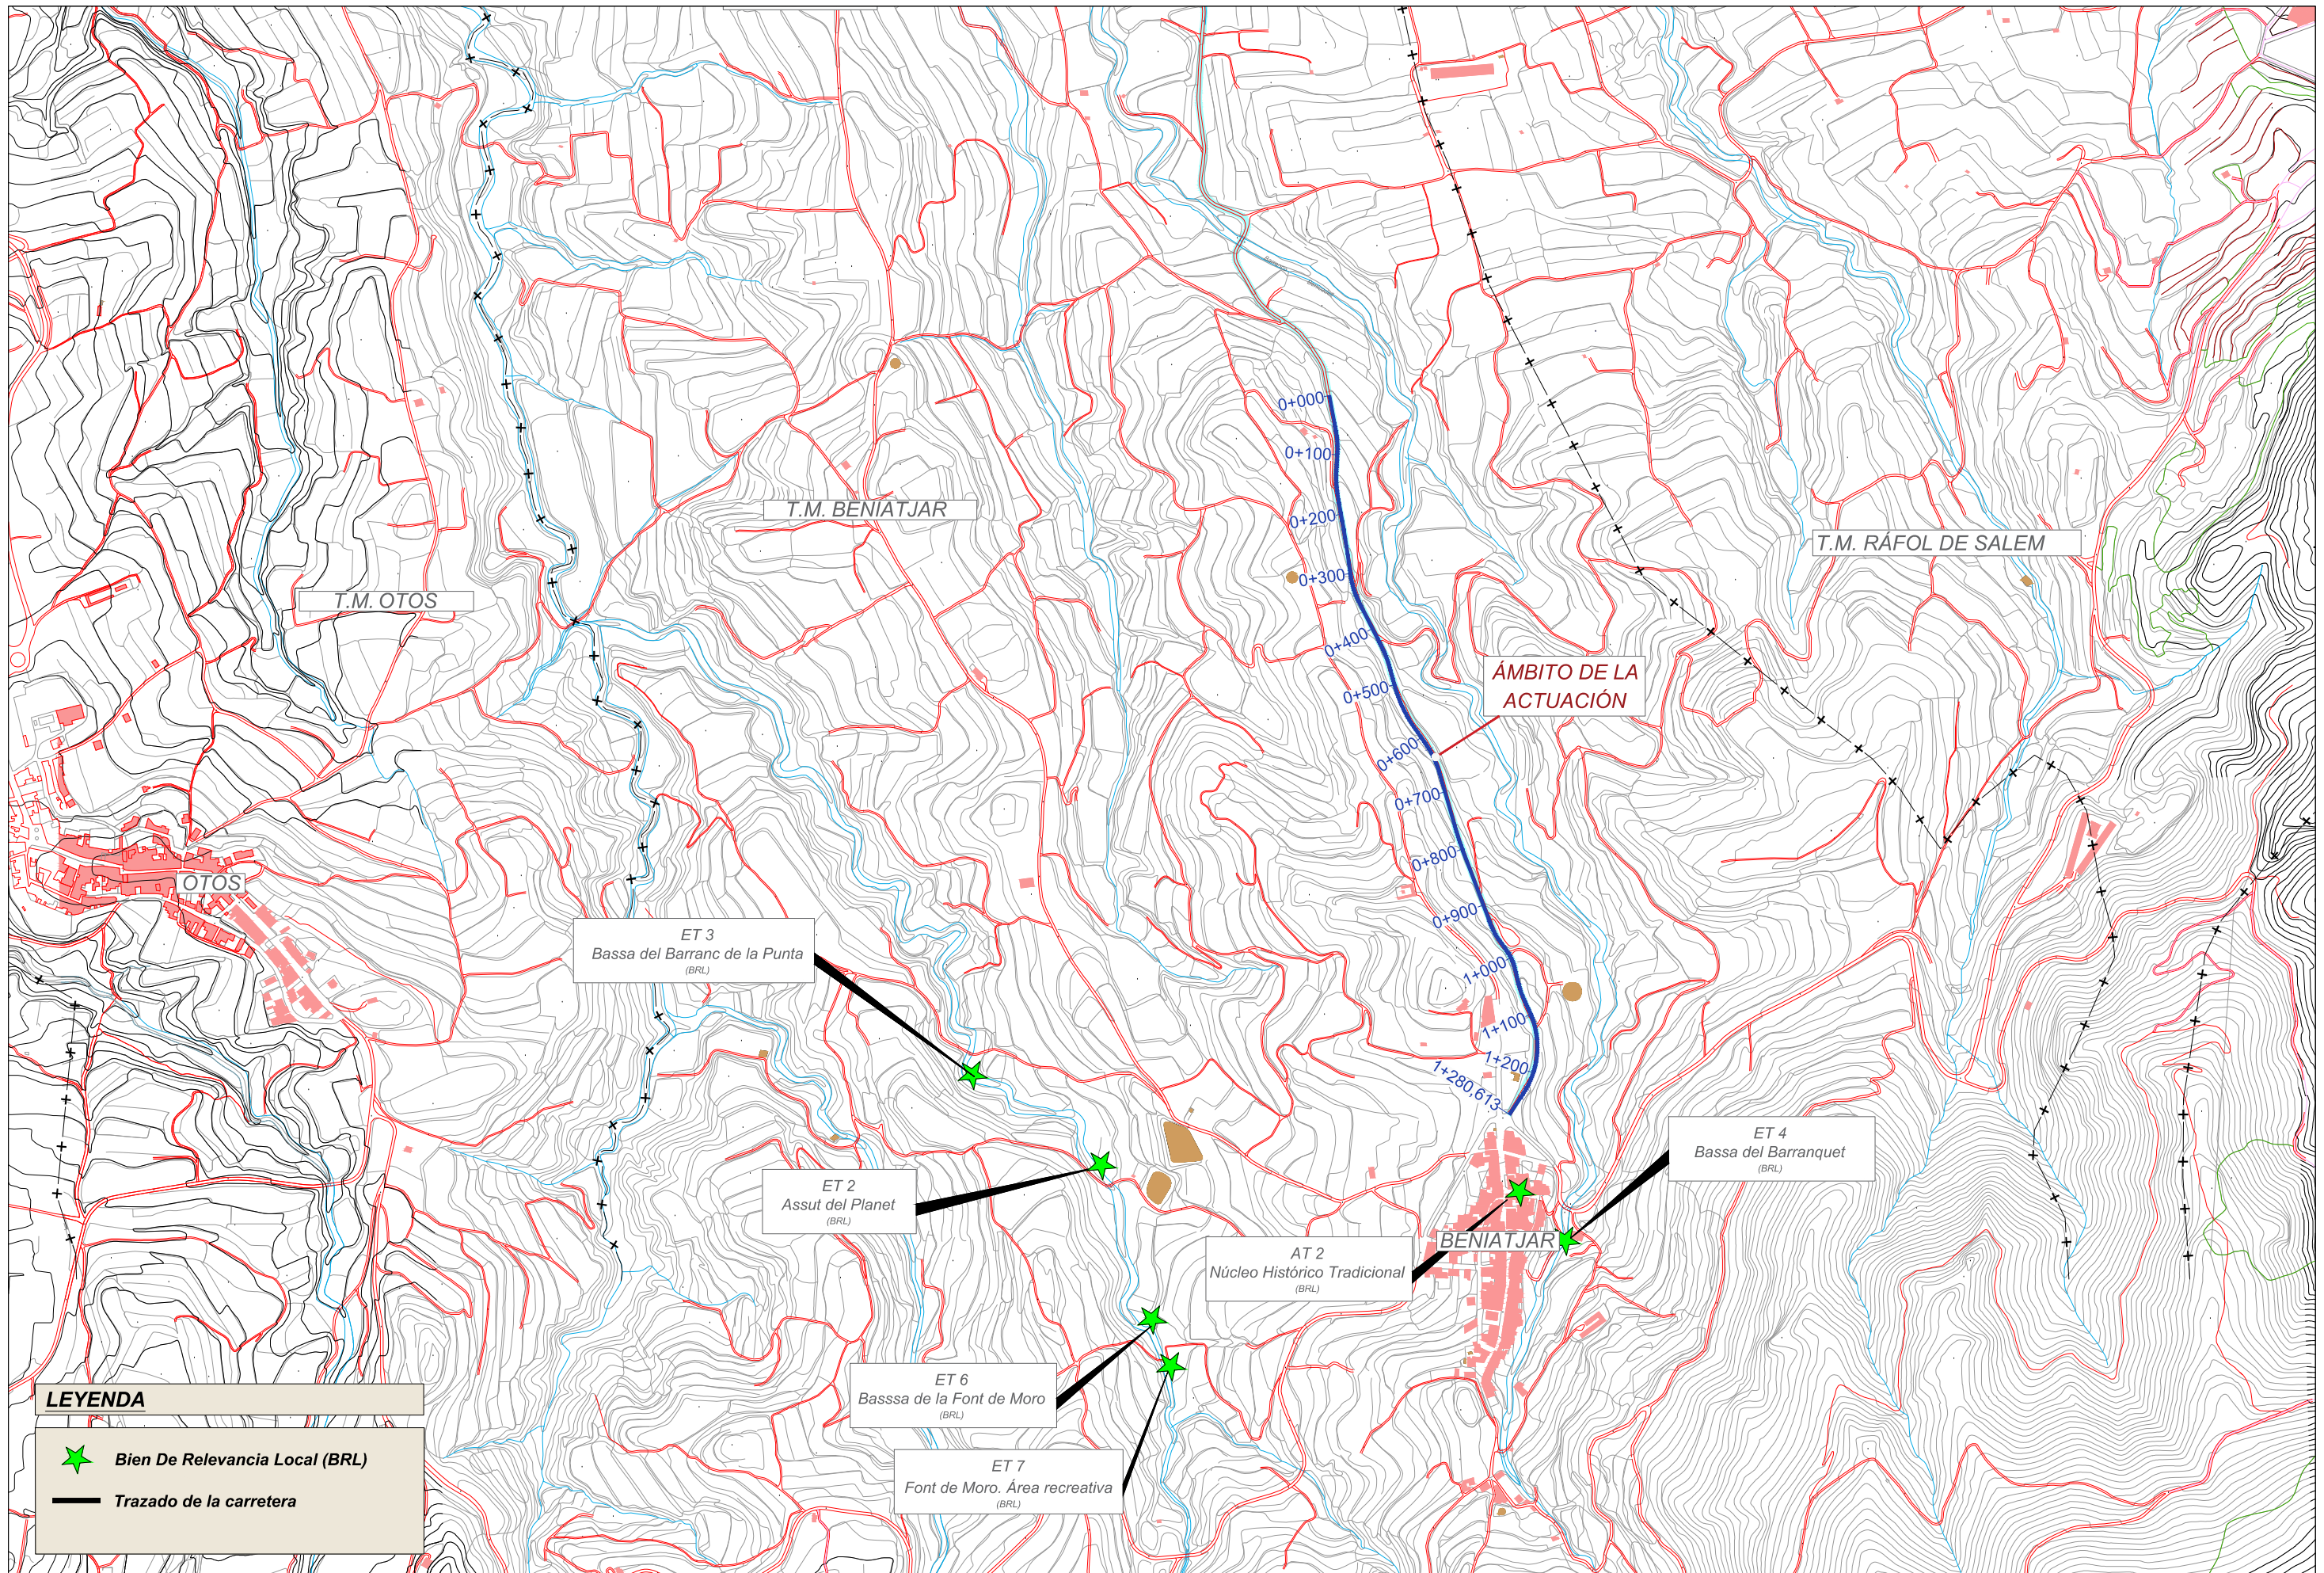 0+000
0+100
0+200
0+300
0+400
0+500
0+600
0+700
0+800
0+900
1+000
1+100
1+200
1+280,613
T.M. BENIATJAR
T.M. RÁFOL DE SALEM
T.M. OTOS
ÁMBITO DE LA
ACTUACIÓN
OTOS
ET 3
Bassa del Barranc de la Punta
(BRL)
ET 4
Bassa del Barranquet
(BRL)
ET 2
Assut del Planet
(BRL)
BENIATJAR
AT 2
Núcleo Histórico Tradicional
(BRL)
ET 6
Basssa de la Font de Moro
(BRL)
ET 7
Font de Moro. Área recreativa
(BRL)
LEYENDA
Bien De Relevancia Local (BRL)
Trazado de la carretera